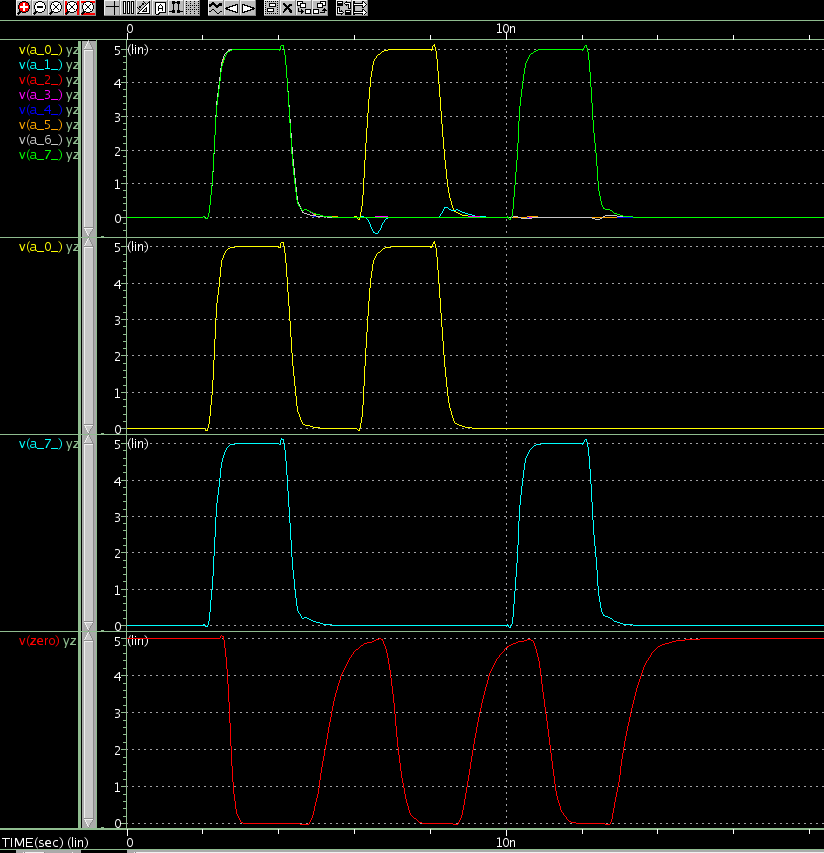 0 10n
v(a_0_) yz 5 (lin)
v(a_1_) yz
v(a_2_) yz 4
v(a_3_) yz
v(a_4_) yz 3
v(a_5_) yz
v(a_6_) yz 2
v(a_7_) yz
1
0
v(a_0_) yz 5 (lin)
4
3
2
1
0
v(a_7_) yz 5 (lin)
4
3
2
1
0
v(zero) yz 5 (lin)
4
3
2
1
0
TIME(sec) (lin) 0 10n